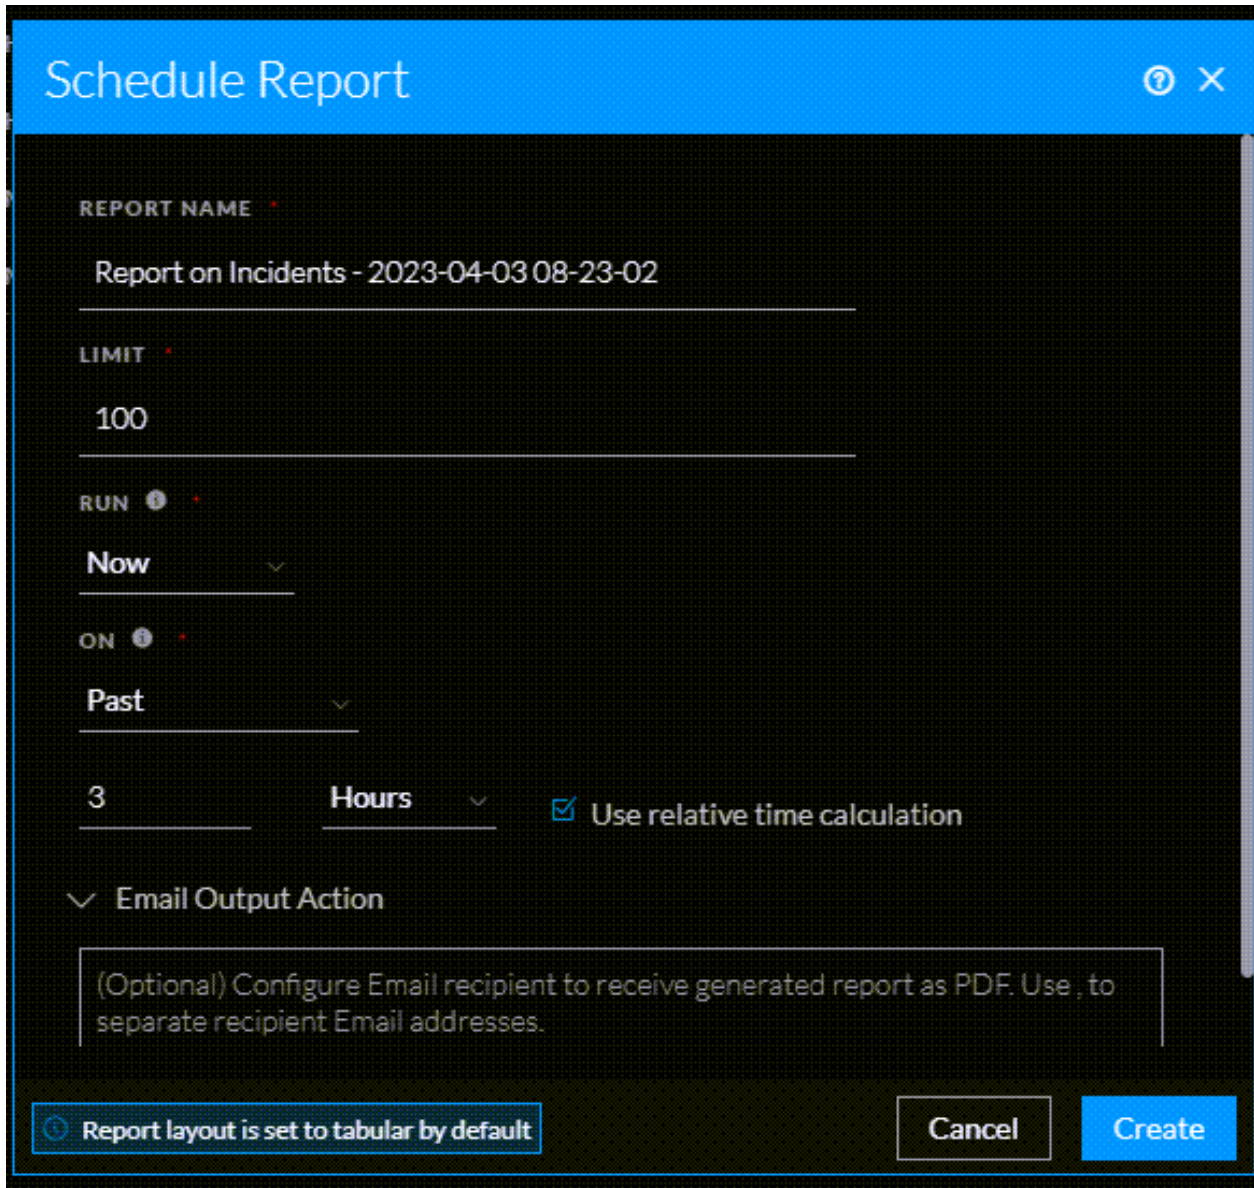 Schedule Report
REPORT NAME *
Report on Incidents - 2023-04-03 08-23-02
LIMIT *
100
RUN *
Now
ON *
Past
3 Hours Use relative time calculation
Email Output Action
(Optional) Configure Email recipient to receive generated report as PDF. Use , to
separate recipient Email addresses.
Report layout is set to tabular by default
Cancel Create